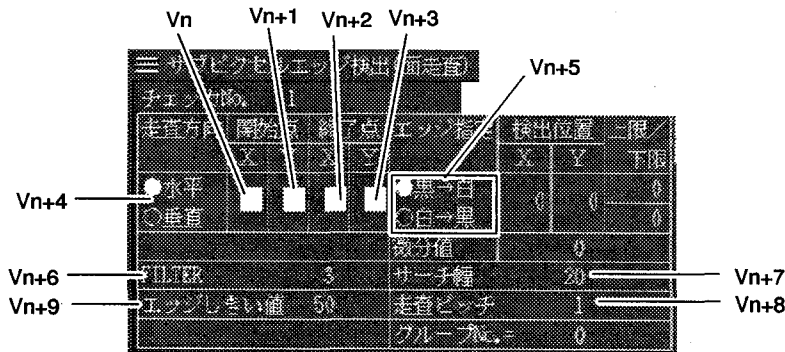 Vn Vn+1 Vn+2 Vn+3
Vn+5
サブピクセルエッジ検出(面走査)
チェッカNo. 1
走査方向 開始点 終了点 エッジ指定 検出位置 上限/
X Y X Y X Y 下限
Vn+4 水平 黒→白 0 0 0
垂直 白→黒 0
微分値 0
Vn+6 FILTER 3 サーチ幅 20 Vn+7
Vn+9 エッジしきい値 50 走査ピッチ 1 Vn+8
グループNo.= 0